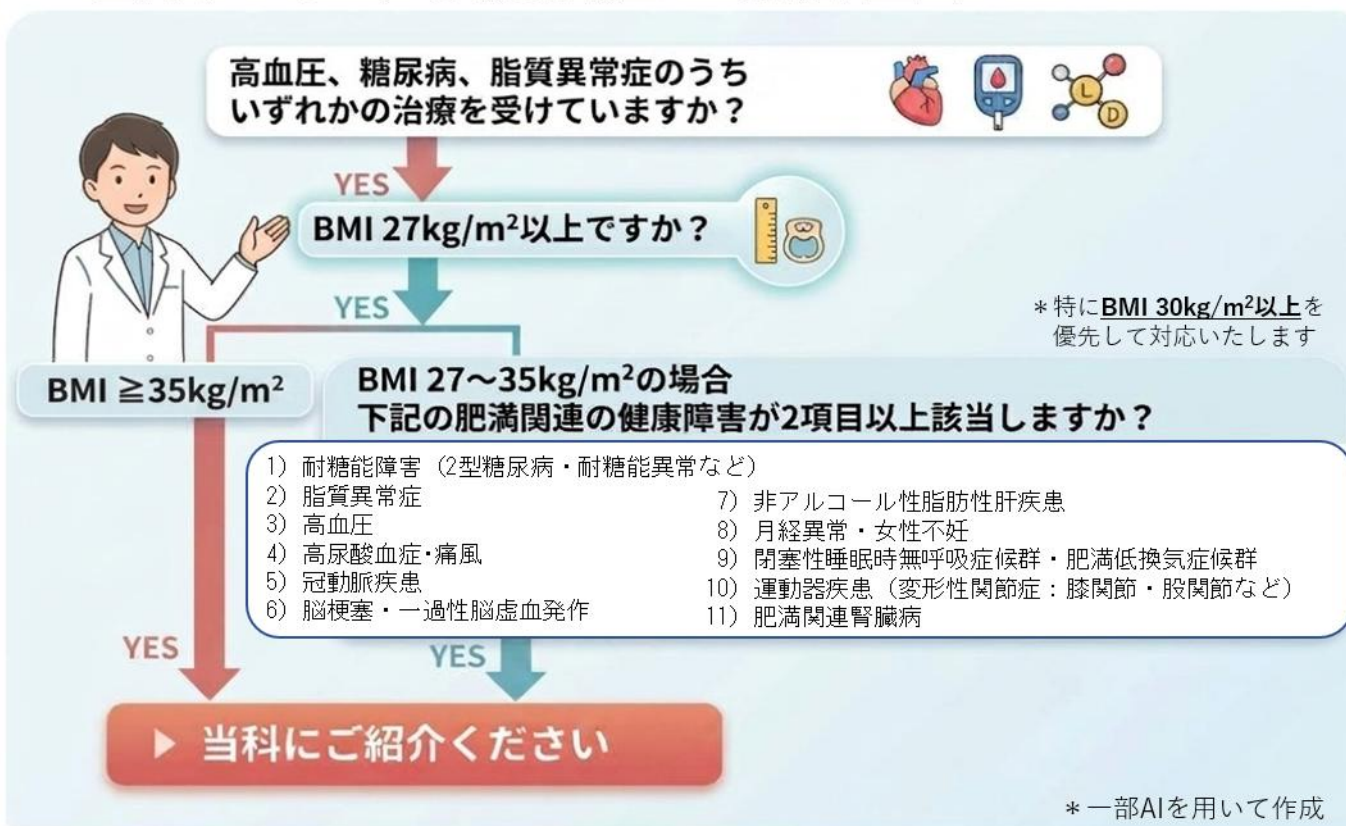 高血圧、糖尿病、脂質異常症のうち
いずれかの治療を受けていますか？
L
D
YES
BMI 27kg/m²以上ですか？
YES
＊特にBMI 30kg/m²以上を
優先して対応いたします
BMI ≧35kg/m²
BMI 27～35kg/m²の場合
下記の肥満関連の健康障害が2項目以上該当しますか？
1）耐糖能障害（2型糖尿病・耐糖能異常など）
2）脂質異常症
3）高血圧
4）高尿酸血症・痛風
5）冠動脈疾患
6）脳梗塞・一過性脳虚血発作
7）非アルコール性脂肪性肝疾患
8）月経異常・女性不妊
9）閉塞性睡眠時無呼吸症候群・肥満低換気症候群
10）運動器疾患（変形性関節症：膝関節・股関節など）
11）肥満関連腎臓病
YES
YES
当科にご紹介ください
＊一部AIを用いて作成